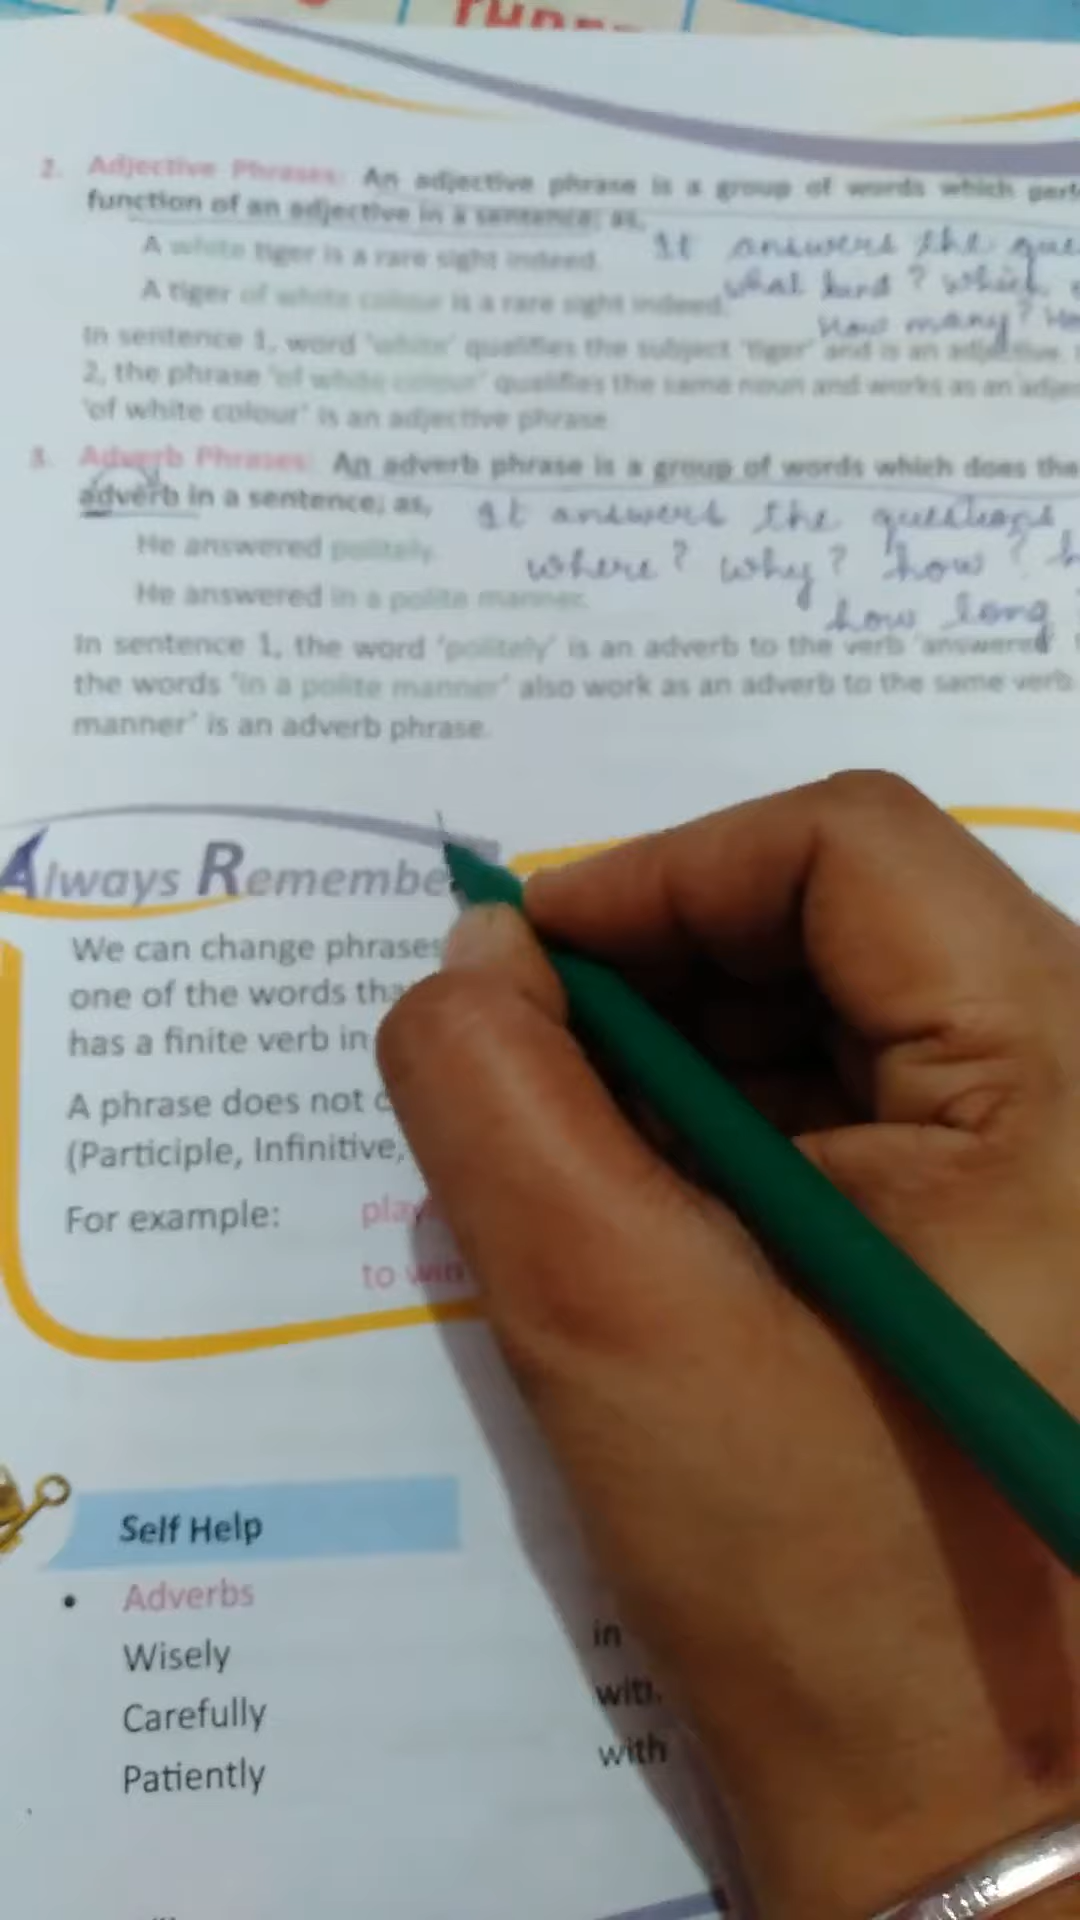 2. Adjective Phrases: An adjective phrase is a group of words which
function of an adjective in a sentence; as,
A white tiger is a rare sight indeed.
It answers the
A tiger of white colour is a rare sight indeed.
what kind? which
how many?
In sentence 1, word 'white' qualifies the subject 'tiger' and is an adjective.
2, the phrase 'of white colour' qualifies the same noun and works as an
'of white colour' is an adjective phrase.
3. Adverb Phrases: An adverb phrase is a group of words which does the
adverb in a sentence; as,
It answers the questions
He answered politely.
where? why? how?
He answered in a polite manner.
how long
In sentence 1, the word 'politely' is an adverb to the verb 'answered'
the words 'in a polite manner' also work as an adverb to the same verb.
manner' is an adverb phrase.
Always Remembe
We can change phrases
one of the words
has a finite verb in
A phrase does not
(Participle, Infinitive,
For example:
to win
Self Help
• Adverbs
Wisely in
Carefully with
Patiently with